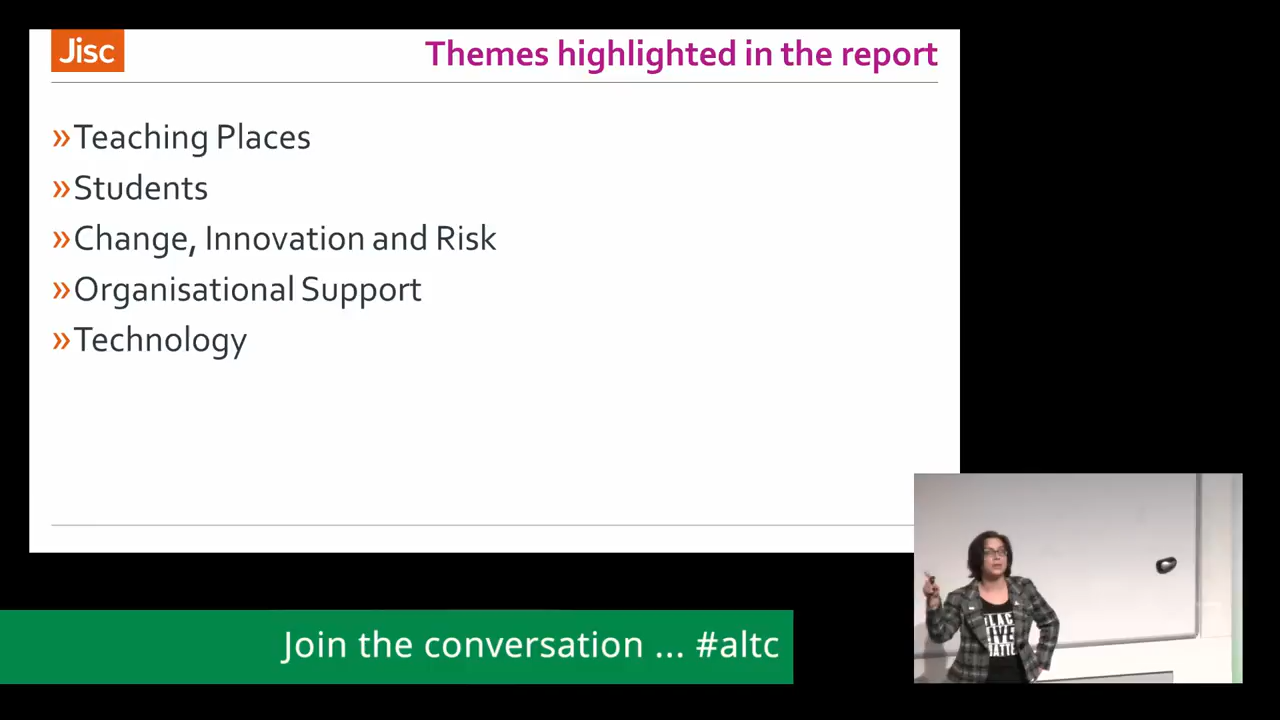 Jisc
Themes highlighted in the report
» Teaching Places
» Students
» Change, Innovation and Risk
» Organisational Support
» Technology
Join the conversation ... #altc